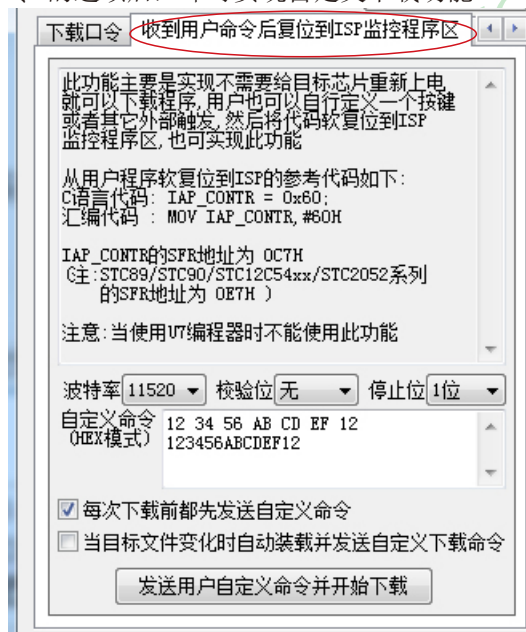 下载口令 收到用户命令后复位到ISP监控程序区
此功能主要是实现不需要给目标芯片重新上电
就可以下载程序,用户也可以自行定义一个按键
或者其它外部触发,然后将代码软复位到ISP
监控程序区,也可实现此功能
从用户程序软复位到ISP的参考代码如下:
C语言代码: IAP_CONTR = 0x60;
汇编代码 : MOV IAP_CONTR,#60H
IAP_CONTR的SFR地址为 0C7H
(注:STC89/STC90/STC12C54xx/STC2052系列
的SFR地址为 0E7H )
注意:当使用U7编程器时不能使用此功能
波特率 11520 校验位 无 停止位 1位
自定义命令 12 34 56 AB CD EF 12
(HEX模式) 123456ABCDEF12
每次下载前都先发送自定义命令
当目标文件变化时自动装载并发送自定义下载命令
发送用户自定义命令并开始下载